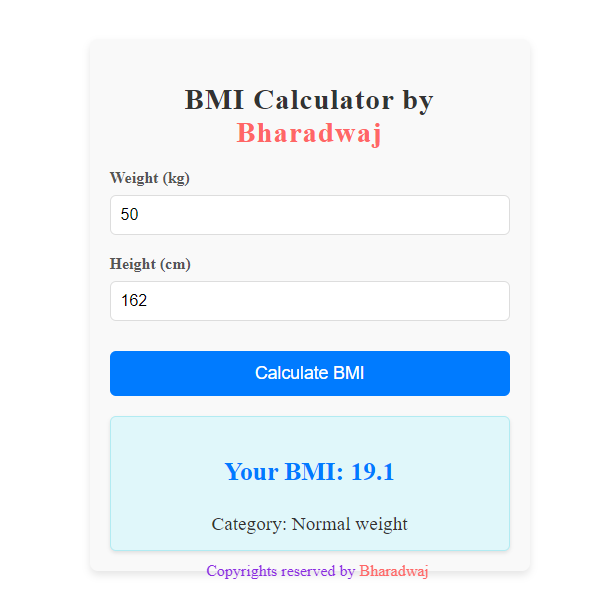 BMI Calculator by
Bharadwaj
Weight (kg)
50
Height (cm)
162
Calculate BMI
Your BMI: 19.1
Category: Normal weight
Copyrights reserved by Bharadwaj